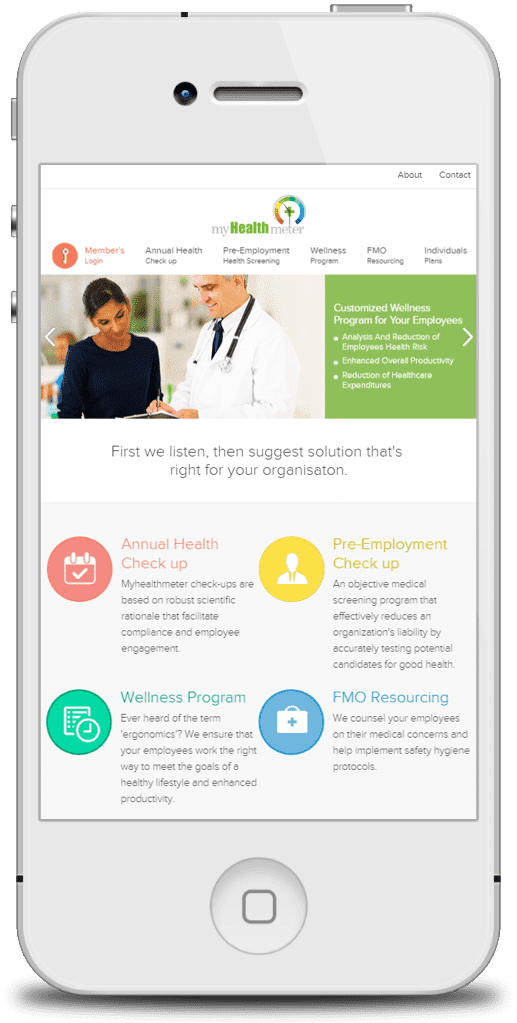 About Contact
myHealthmeter
Member's Annual Health Pre-Employment Wellness FMO Individuals
Login Check up Health Screening Program Resourcing Plans
Customized Wellness
Program for Your Employees
Analysis And Reduction of
Employees Health Risk
Enhanced Overall Productivity
Reduction of Healthcare
Expenditures
First we listen, then suggest solution that's
right for your organisaton.
Annual Health
Check up
Myhealthmeter check-ups are
based on robust scientific
rationale that facilitate
compliance and employee
engagement.
Pre-Employment
Check up
An objective medical
screening program that
effectively reduces an
organization's liability by
accurately testing potential
candidates for good health.
Wellness Program
Ever heard of the term
'ergonomics'? We ensure that
your employees work the right
way to meet the goals of a
healthy lifestyle and enhanced
productivity.
FMO Resourcing
We counsel your employees
on their medical concerns and
help implement safety hygiene
protocols.